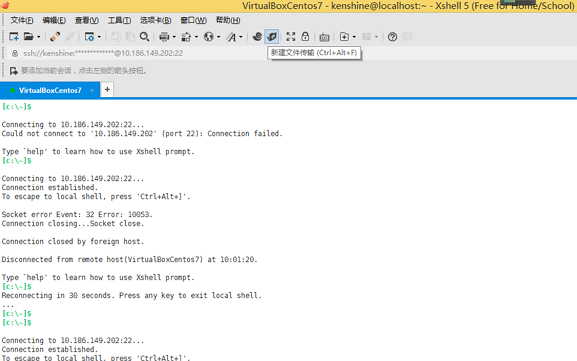 VirtualBoxCentos7 - kenshine@localhost:~ - Xshell 5 (Free for Home/School)
文件(F) 编辑(E) 查看(V) 工具(T) 选项卡(B) 窗口(W) 帮助(H)
ssh://kenshine:*************@10.186.149.202:22
新建文件传输 (Ctrl+Alt+F)
要添加当前会话，点击左侧的箭头按钮。
VirtualBoxCentos7 × +
[c:\~]$
Connecting to 10.186.149.202:22...
Could not connect to '10.186.149.202' (port 22): Connection failed.
Type `help' to learn how to use Xshell prompt.
[c:\~]$
Connecting to 10.186.149.202:22...
Connection established.
To escape to local shell, press 'Ctrl+Alt+]'.
Socket error Event: 32 Error: 10053.
Connection closing...Socket close.
Connection closed by foreign host.
Disconnected from remote host(VirtualBoxCentos7) at 10:01:20.
Type `help' to learn how to use Xshell prompt.
[c:\~]$
Reconnecting in 30 seconds. Press any key to exit local shell.
...
[c:\~]$
[c:\~]$
Connecting to 10.186.149.202:22...
Connection established.
To escape to local shell, press 'Ctrl+Alt+]'.